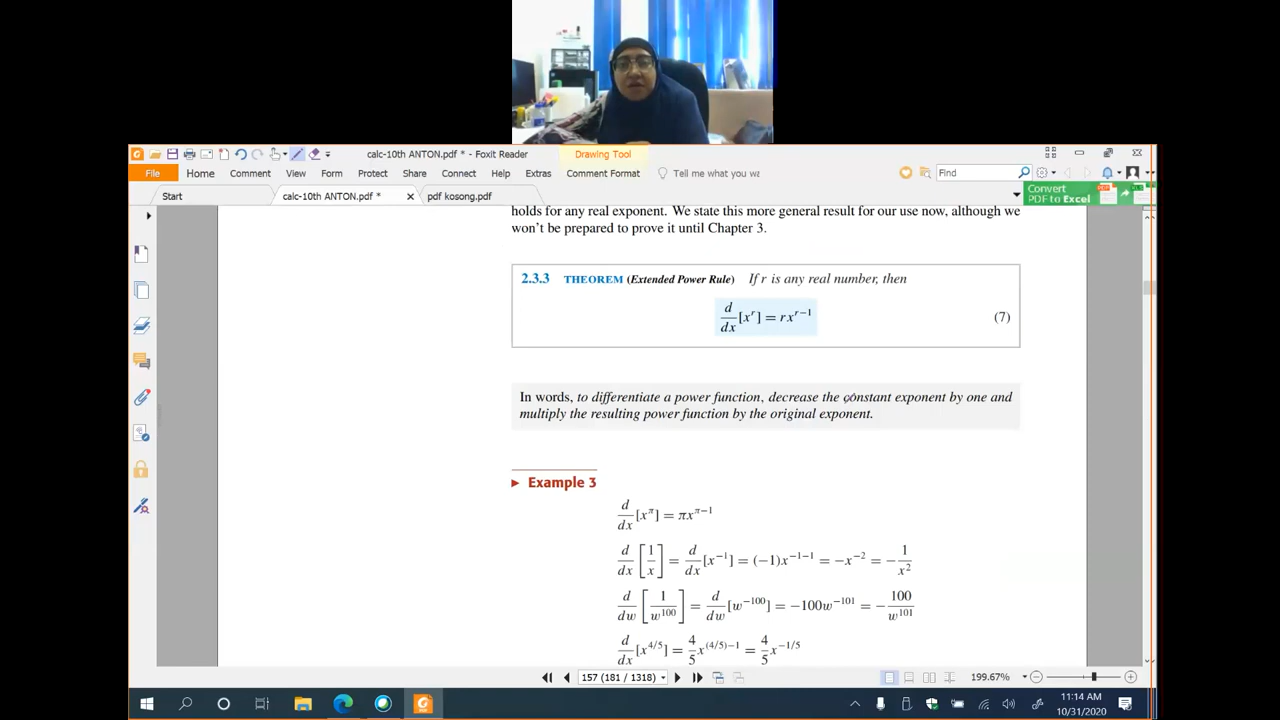 calc-10th ANTON.pdf * - Foxit Reader
Drawing Tool
File Home Comment View Form Protect Share Connect Help Extras Comment Format Tell me what you wa Find
Start calc-10th ANTON.pdf * pdf kosong.pdf
Convert
PDF to Excel
holds for any real exponent. We state this more general result for our use now, although we
won't be prepared to prove it until Chapter 3.
2.3.3 THEOREM (Extended Power Rule) If r is any real number, then
d/dx [x^r] = rx^{r−1} (7)
In words, to differentiate a power function, decrease the constant exponent by one and
multiply the resulting power function by the original exponent.
Example 3
d/dx [x^π] = πx^{π−1}
d/dx [1/x] = d/dx [x^{−1}] = (−1)x^{−1−1} = −x^{−2} = −1/x^2
d/dw [1/w^{100}] = d/dw [w^{−100}] = −100w^{−101} = −100/w^{101}
d/dx [x^{4/5}] = 4/5 x^{(4/5)−1} = 4/5 x^{−1/5}
157 (181 / 1318) 199.67%
11:14 AM
10/31/2020